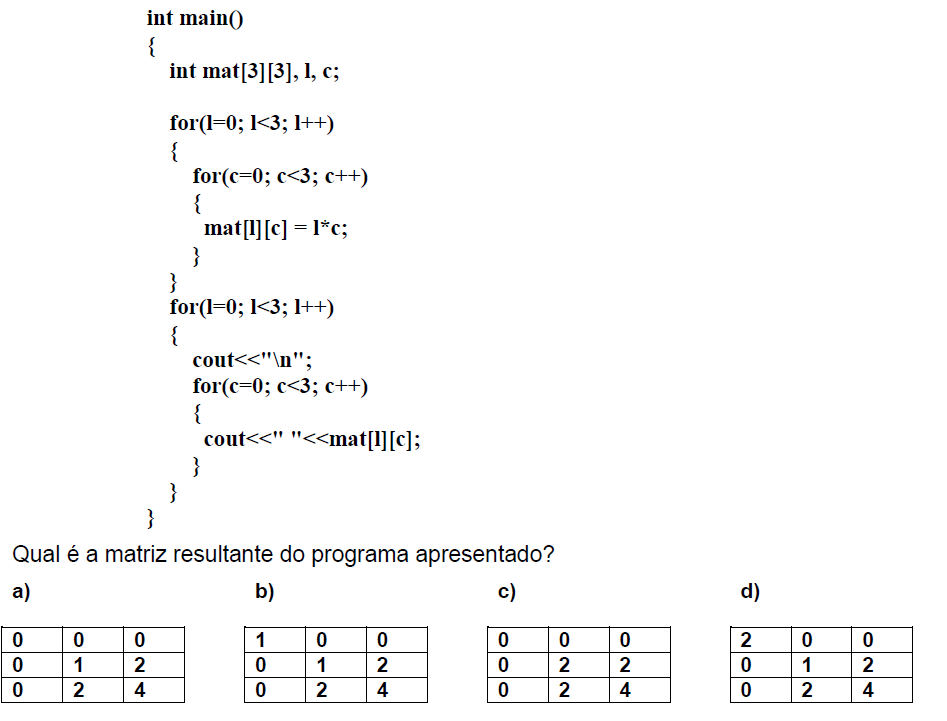 int main()
{
int mat[3][3], l, c;
for(l=0; l<3; l++)
{
for(c=0; c<3; c++)
{
mat[l][c] = l*c;
}
}
for(l=0; l<3; l++)
{
cout<<"\n";
for(c=0; c<3; c++)
{
cout<<" "<<mat[l][c];
}
}
}
Qual é a matriz resultante do programa apresentado?
a) b) c) d)
0 0 0 1 0 0 0 0 0 2 0 0
0 1 2 0 1 2 0 2 2 0 1 2
0 2 4 0 2 4 0 2 4 0 2 4